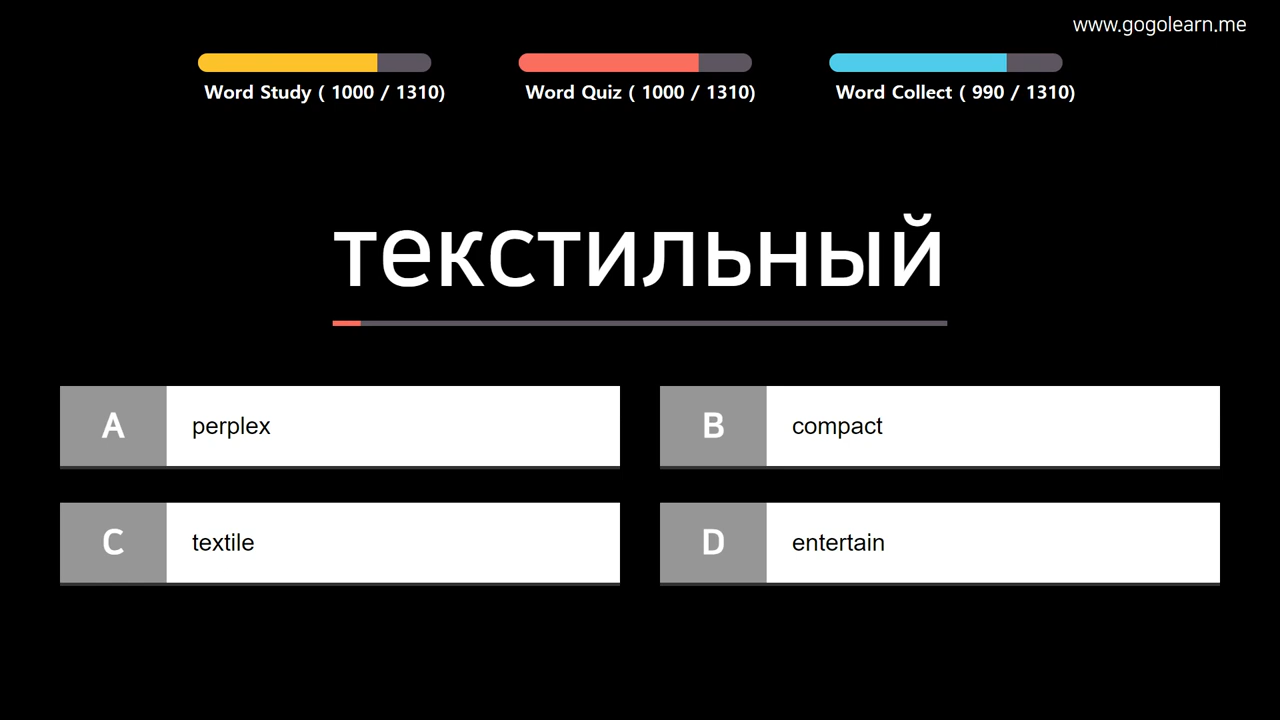 www.gogolearn.me
Word Study ( 1000 / 1310)
Word Quiz ( 1000 / 1310)
Word Collect ( 990 / 1310)
текстильный
A perplex
B compact
C textile
D entertain